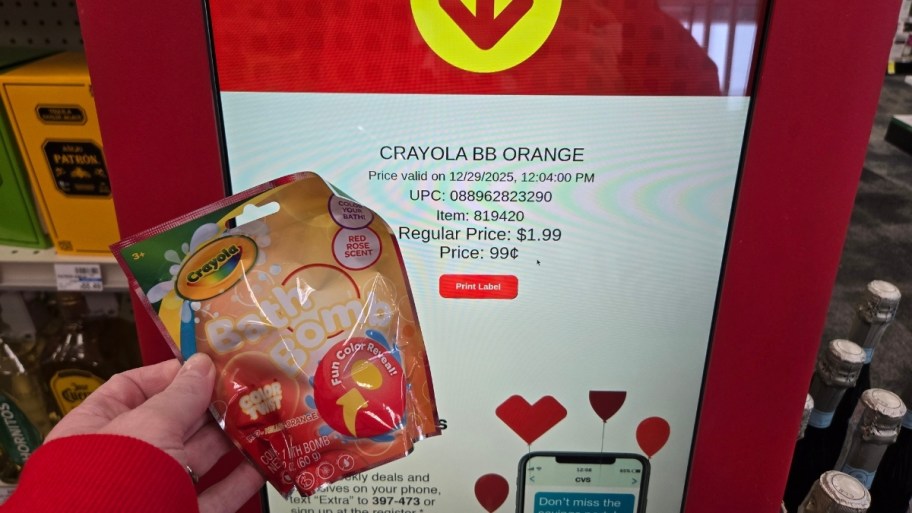 CRAYOLA BB ORANGE
Price valid on 12/29/2025, 12:04:00 PM
UPC: 088962823290
Item: 819420
Regular Price: $1.99
Price: 99¢
Print Label
3+
Crayola
YOUR
BATH!
RED
ROSE
SCENT
Bath
Bomb
Fun Color Reveal!
COLOR
(60 g)
AÑEJO
PATRÓN
weekly deals and
on your phone,
text "Extra" to 397-473 or
sign up at the register.*
CVS
Don't miss the